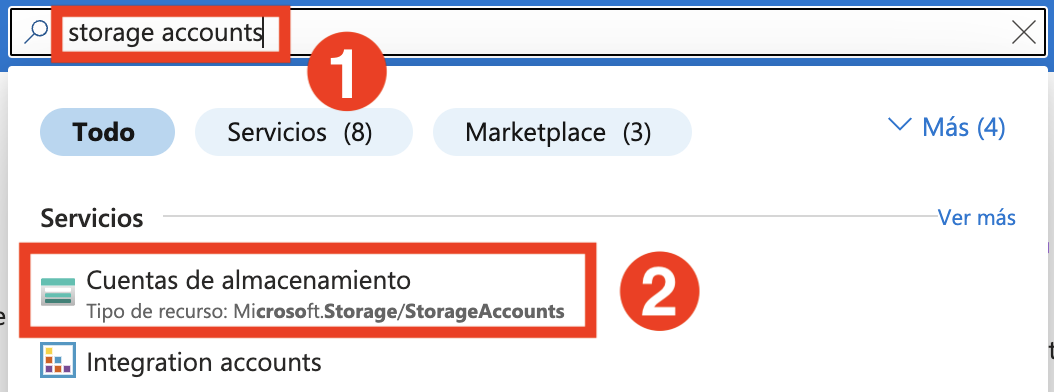 storage accounts
1
Todo
Servicios (8)
Marketplace (3)
Más (4)
Servicios
Ver más
Cuentas de almacenamiento
Tipo de recurso: Microsoft.Storage/StorageAccounts
2
Integration accounts